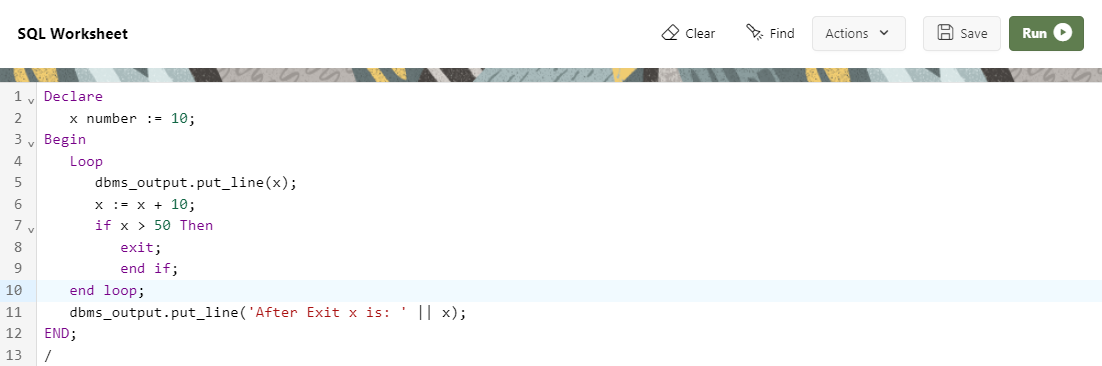 SQL Worksheet
Clear Find Actions Save Run
1 Declare
2    x number := 10;
3 Begin
4    Loop
5       dbms_output.put_line(x);
6       x := x + 10;
7       if x > 50 Then
8          exit;
9          end if;
10    end loop;
11    dbms_output.put_line('After Exit x is: ' || x);
12 END;
13 /